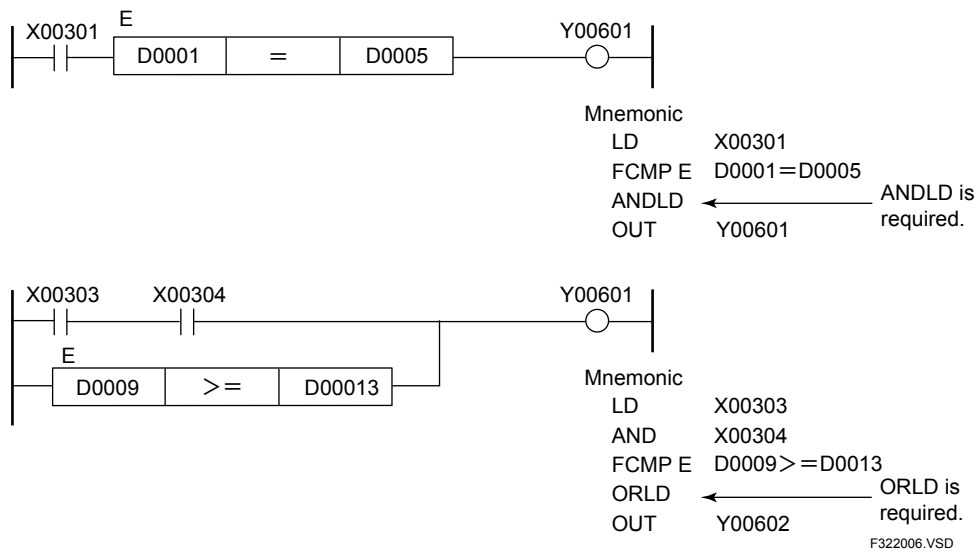 X00301
E
D0001 = D0005
Y00601
Mnemonic
LD X00301
FCMP E D0001=D0005
ANDLD
OUT Y00601
ANDLD is
required.
X00303 X00304
Y00601
E
D0009 >= D00013
Mnemonic
LD X00303
AND X00304
FCMP E D0009>=D0013
ORLD
OUT Y00602
ORLD is
required.
F322006.VSD